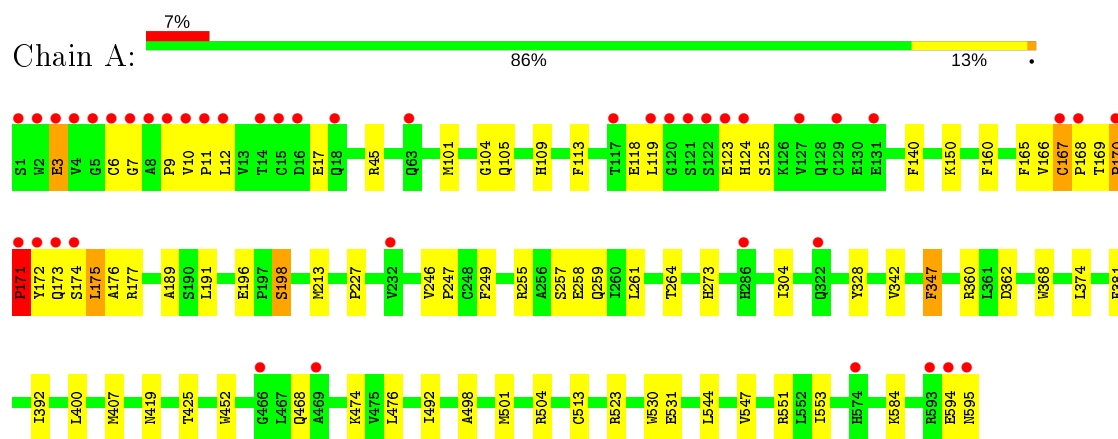 7%
Chain A:
86% 13% •
S1 W2 E3 V4 G5 C6 G7 A8 P9 V10 P11 L12 V13 T14 C15 D16 E17 Q18 Q63 R45 M101 G104 Q105 H109 F113 T117 E118 L119 G120 S121 S122 E123 H124 S125 K126 V127 Q128 C129 E130 E131 F140 K150 F160 F165 V166 C167 P168 T169
P171 Y172 Q173 S174 L175 A176 R177 A189 S190 L191 E196 P197 S198 M213 P227 V232 V246 P247 C248 F249 R255 A256 S257 E258 Q259 I260 L261 T264 H273 H286 I304 Q322 Y328 V342 F347 R360 L361 D362 W368 L374
I392 L400 M407 N419 T425 W452 G466 L467 Q468 A469 K474 V475 L476 I492 A498 M501 R504 C513 R523 W530 E531 L544 V547 R551 L552 I553 H574 K584 R593 E594 N595